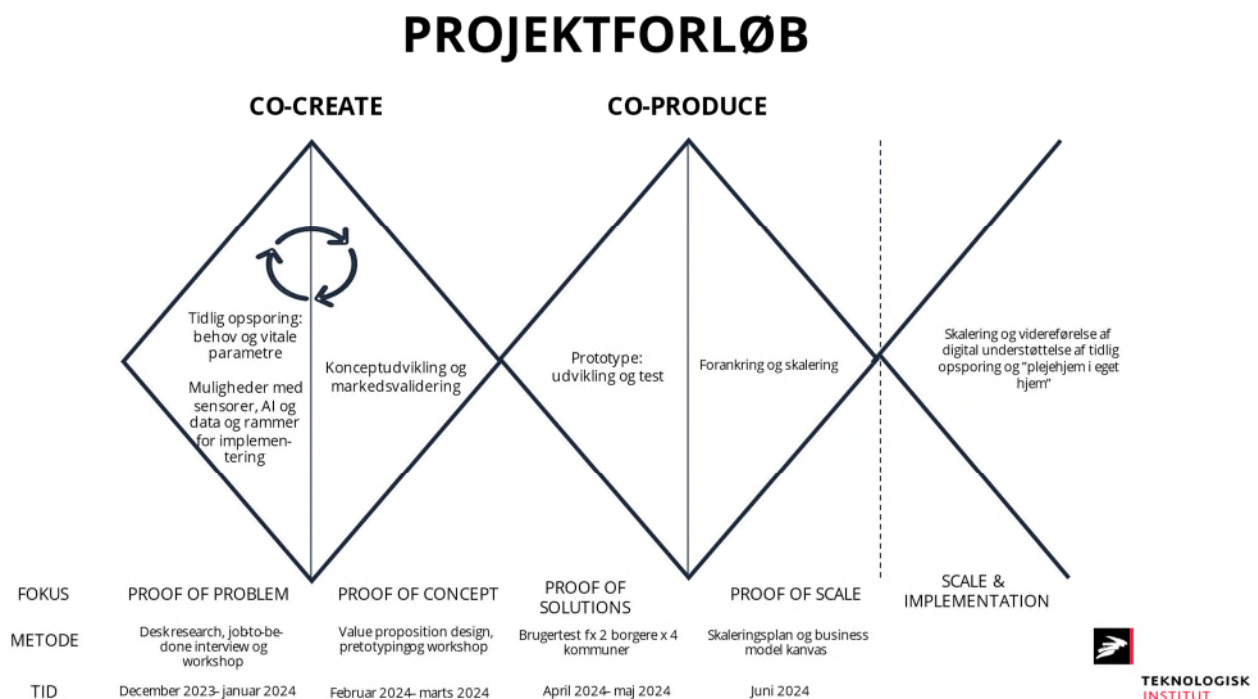 PROJEKTFORLØB
CO-CREATE
CO-PRODUCE
Tidlig opsporing:
behov og vitale
parametre
Muligheder med
sensorer, AI og
data og rammer
for implemen-
tering
Konceptudvikling og
markedsvalidering
Prototype:
udvikling og test
Forankring og skalering
Skalering og videreførelse af
digital understøttelse af tidlig
opsporing og "plejehjem i eget
hjem"
FOKUS
PROOF OF PROBLEM
PROOF OF CONCEPT
PROOF OF
SOLUTIONS
PROOF OF SCALE
SCALE &
IMPLEMENTATION
METODE
Deskresearch, jobto-be-
done interview og
workshop
Value proposition design,
pretotypingog workshop
Brugertest fx 2 borgere x 4
kommuner
Skaleringsplan og business
model kanvas
TID
December 2023- januar 2024
Februar 2024- marts 2024
April 2024- maj 2024
Juni 2024
TEKNOLOGISK
INSTITUT